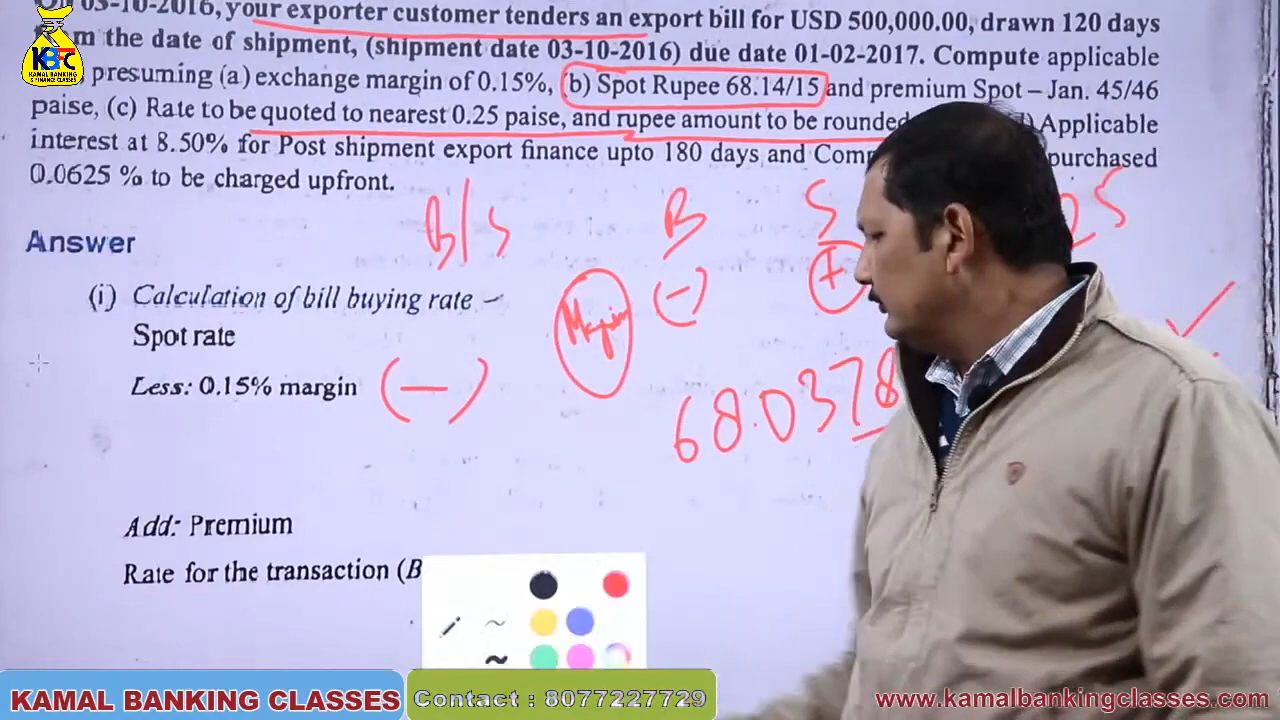 03-10-2016, your exporter customer tenders an export bill for USD 500,000.00, drawn 120 days
the date of shipment, (shipment date 03-10-2016) due date 01-02-2017. Compute applicable
presuming (a) exchange margin of 0.15%, (b) Spot Rupee 68.14/15 and premium Spot – Jan. 45/46
paise, (c) Rate to be quoted to nearest 0.25 paise, and rupee amount to be rounded Applicable
interest at 8.50% for Post shipment export finance upto 180 days and purchased
0.0625 % to be charged upfront.
B/S B S
Answer
(i) Calculation of bill buying rate –
(-) (+)
Margin
Spot rate
Less: 0.15% margin (—)
68.0378
Add: Premium
Rate for the transaction (B
KBC
KAMAL BANKING
& FINANCE CLASSES
KAMAL BANKING CLASSES
Contact : 8077227729
www.kamalbankingclasses.com